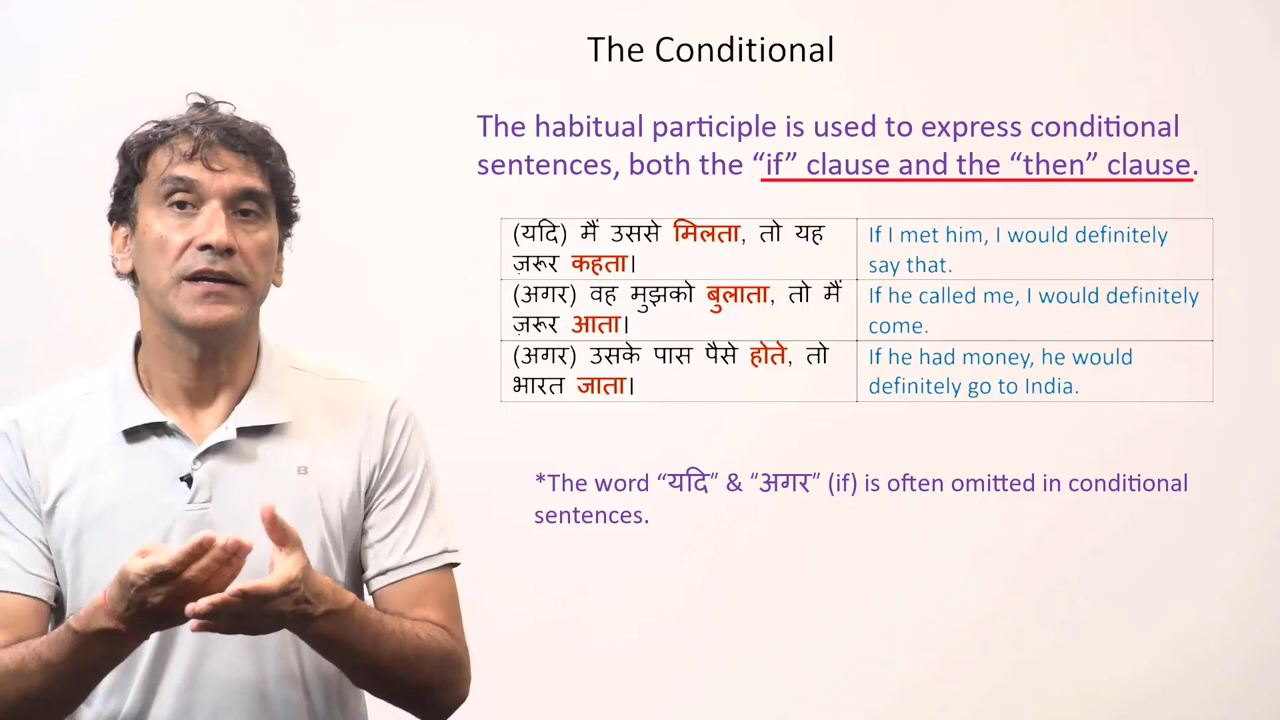 The Conditional
The habitual participle is used to express conditional
sentences, both the “if” clause and the “then” clause.
(यदि) मैं उससे मिलता, तो यह
ज़रूर कहता।
If I met him, I would definitely
say that.
(अगर) वह मुझको बुलाता, तो मैं
ज़रूर आता।
If he called me, I would definitely
come.
(अगर) उसके पास पैसे होते, तो
भारत जाता।
If he had money, he would
definitely go to India.
*The word “यदि” & “अगर” (if) is often omitted in conditional
sentences.
B